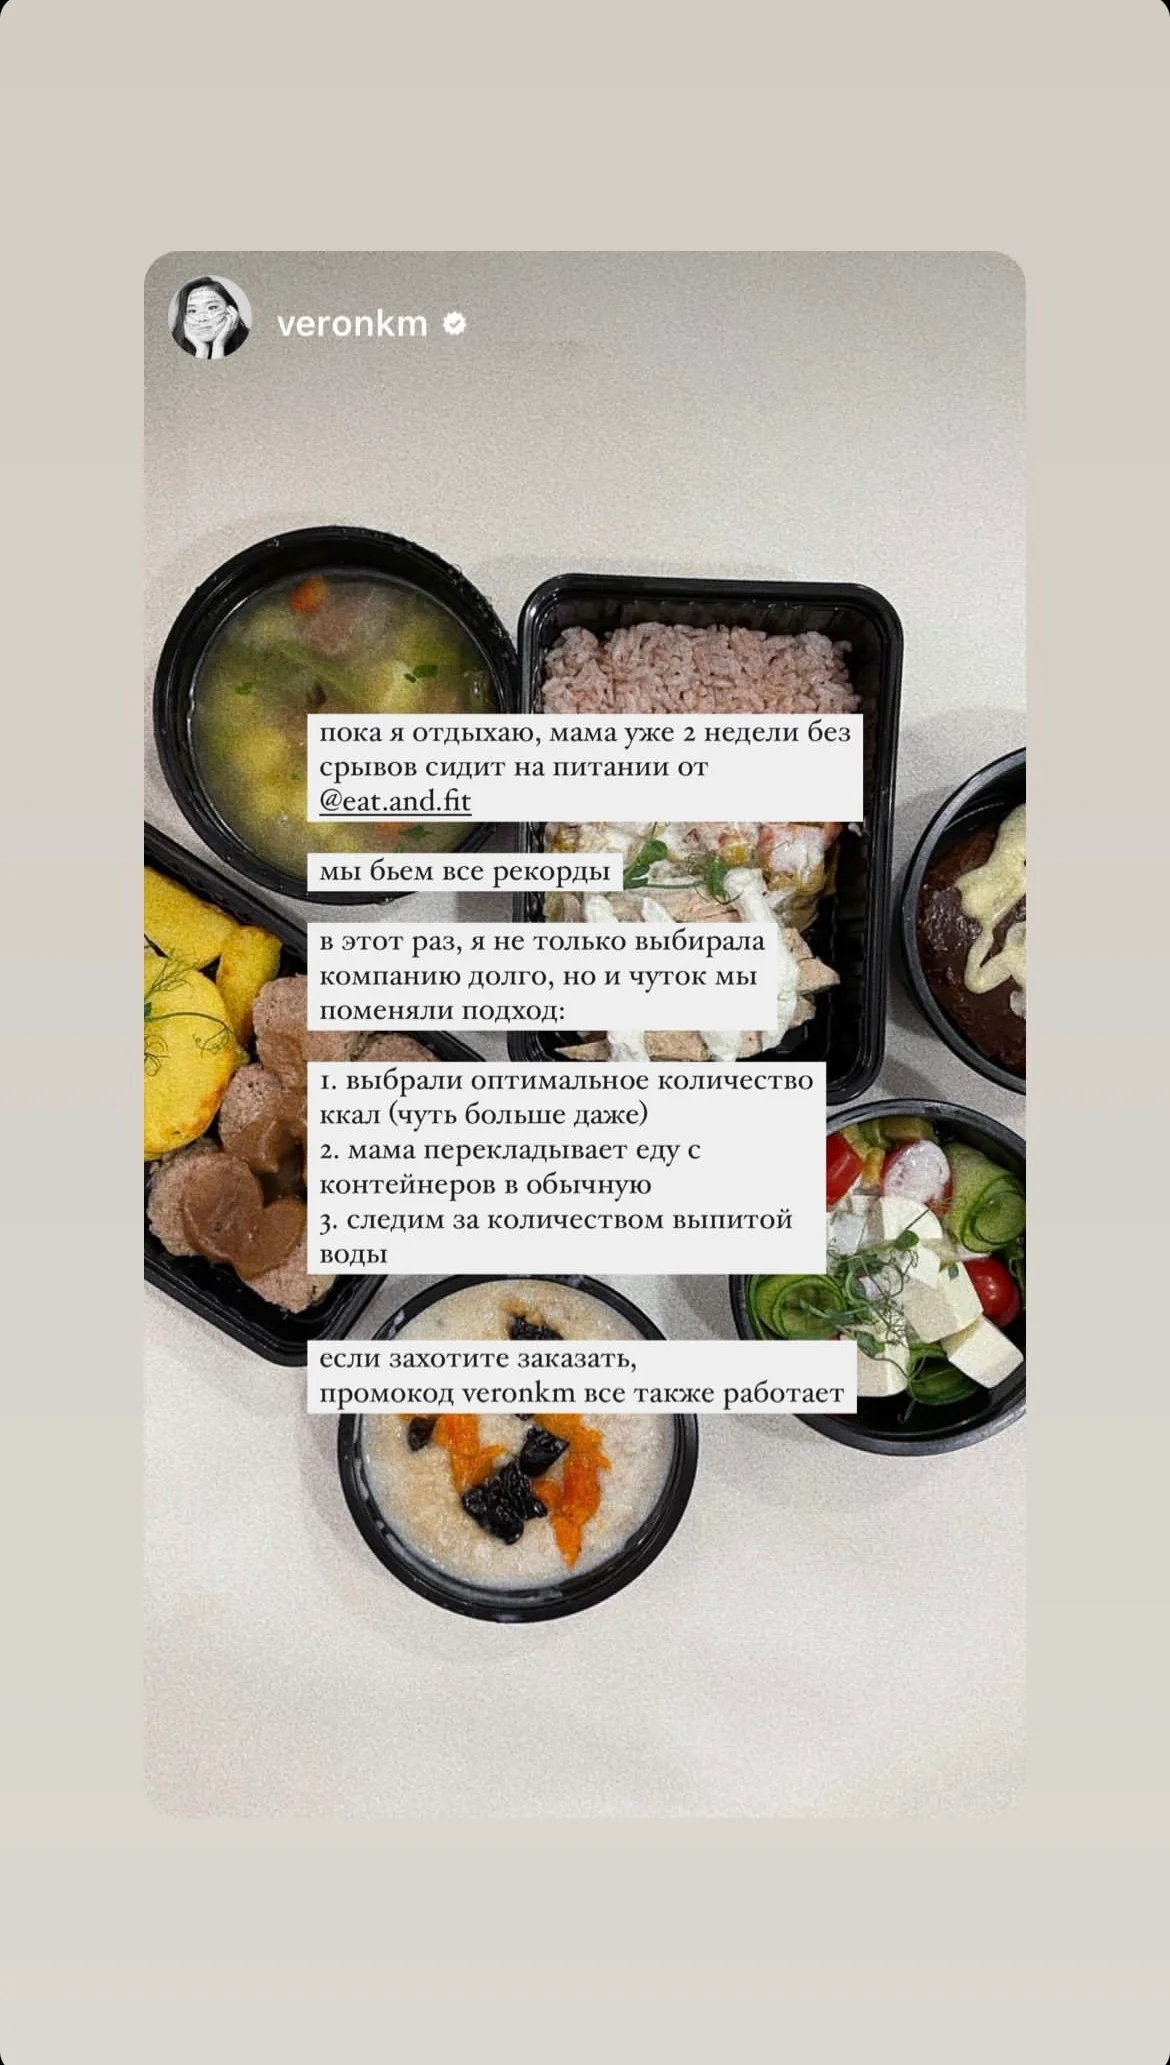 veronkm
пока я отдыхаю, мама уже 2 недели без
срывов сидит на питании от
@eat.and.fit
мы бьем все рекорды
в этот раз, я не только выбирала
компанию долго, но и чуток мы
поменяли подход:
1. выбрали оптимальное количество
ккал (чуть больше даже)
2. мама перекладывает еду с
контейнеров в обычную
3. следим за количеством выпитой
воды
если захотите заказать,
промокод veronkm все также работает